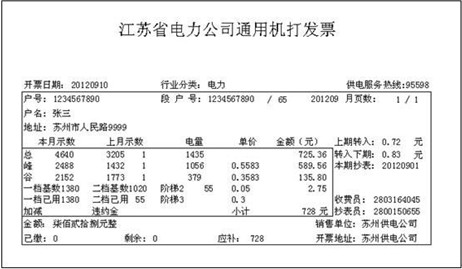 江苏省电力公司通用机打发票
开票日期: 20120910 行业分类: 电力 供电服务热线:95598
户号: 1234567890 段 户 号: 1234567890 / 65 201209 月页数: 1 / 1
户名: 张三
地址: 苏州市人民路9999
本月示数 上月示数 电量 单价 金额（元） 上期转入: 0.72 元
总 4640 3205 1 1435 725.36 转入下期: 0.83 元
峰 2488 1432 1 1056 0.5583 589.56 本期抄表: 20120901
谷 2152 1773 1 379 0.3583 135.80
一档基数1380 二档基数1020 阶梯2 55 0.05 2.75
一档已用1380 二档已用 55 阶梯3 0.3 收费员: 2803164045
加减 违约金 小计 728 元 抄表员: 2800150655
金额: 柒佰贰拾捌元整 销售单位: 苏州供电公司
已缴: 0 剩余: 0 应补: 728 开票地址: 苏州供电公司